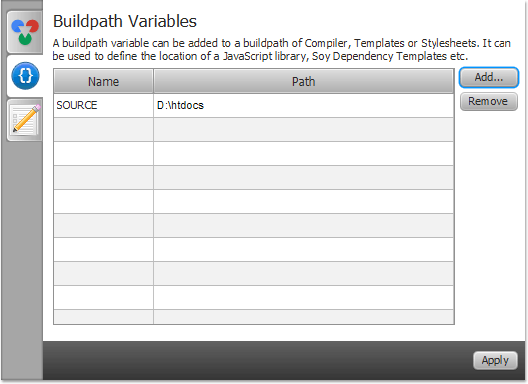 Buildpath Variables
A buildpath variable can be added to a buildpath of Compiler, Templates or Stylesheets. It can
be used to define the location of a JavaScript library, Soy Dependency Templates etc.
Name Path
Add...
SOURCE D:\htdocs
Remove
Apply